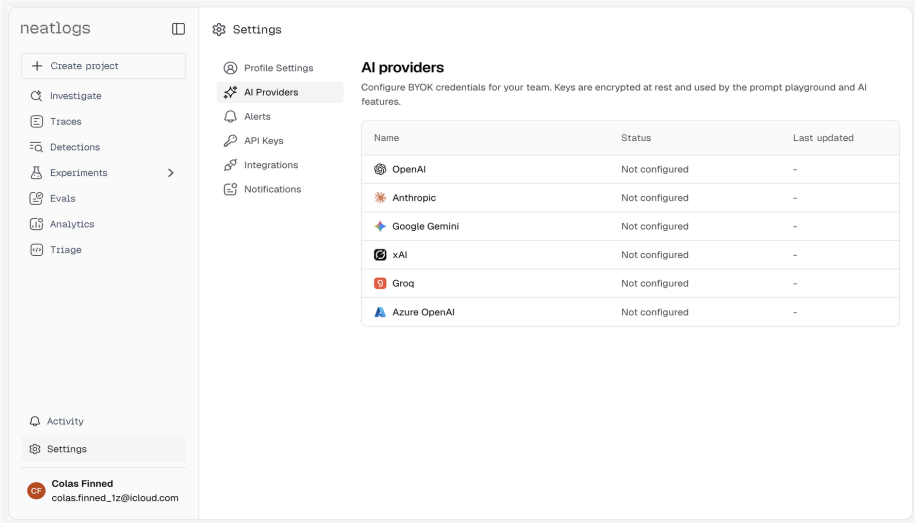 neatlogs
Create project
Investigate
Traces
Detections
Experiments
Evals
Analytics
Triage
Activity
Settings
CF
Colas Finned
colas.finned_1z@icloud.com
Settings
Profile Settings
AI Providers
Alerts
API Keys
Integrations
Notifications
AI providers
Configure BYOK credentials for your team. Keys are encrypted at rest and used by the prompt playground and AI
features.
Name Status Last updated
OpenAI Not configured -
Anthropic Not configured -
Google Gemini Not configured -
xAI Not configured -
Groq Not configured -
Azure OpenAI Not configured -